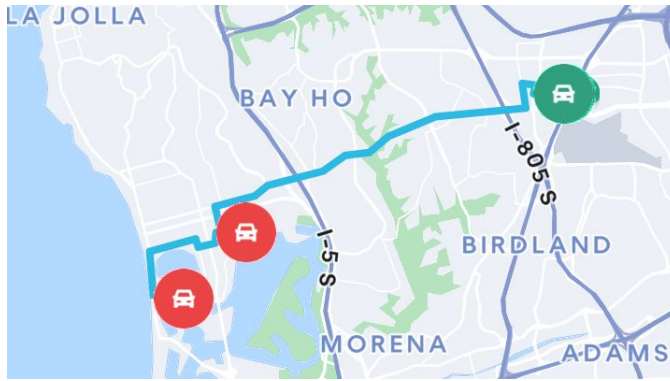 LA JOLLA
BAY HO
I-805 S
I-5 S
BIRDLAND
MORENA
ADAMS